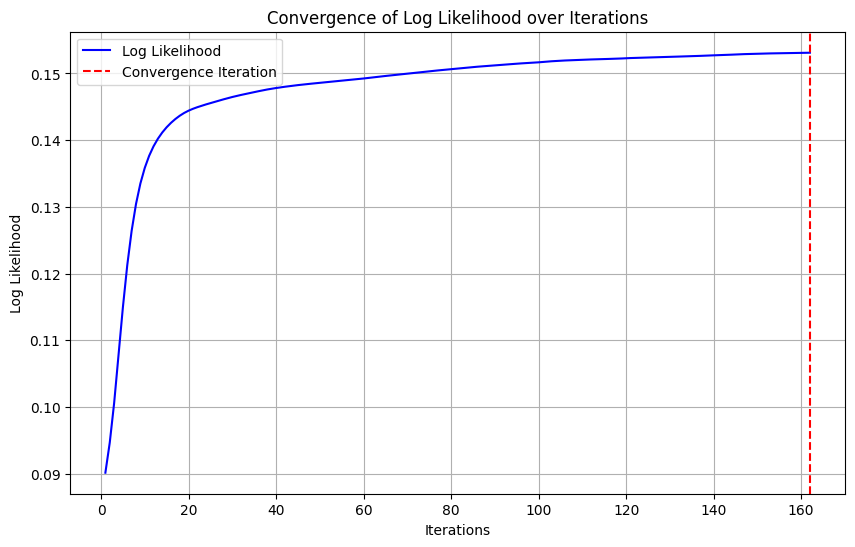 Convergence of Log Likelihood over Iterations
Log Likelihood
Convergence Iteration
0.15
0.14
0.13
0.12
0.11
0.10
0.09
Log Likelihood
0 20 40 60 80 100 120 140 160
Iterations